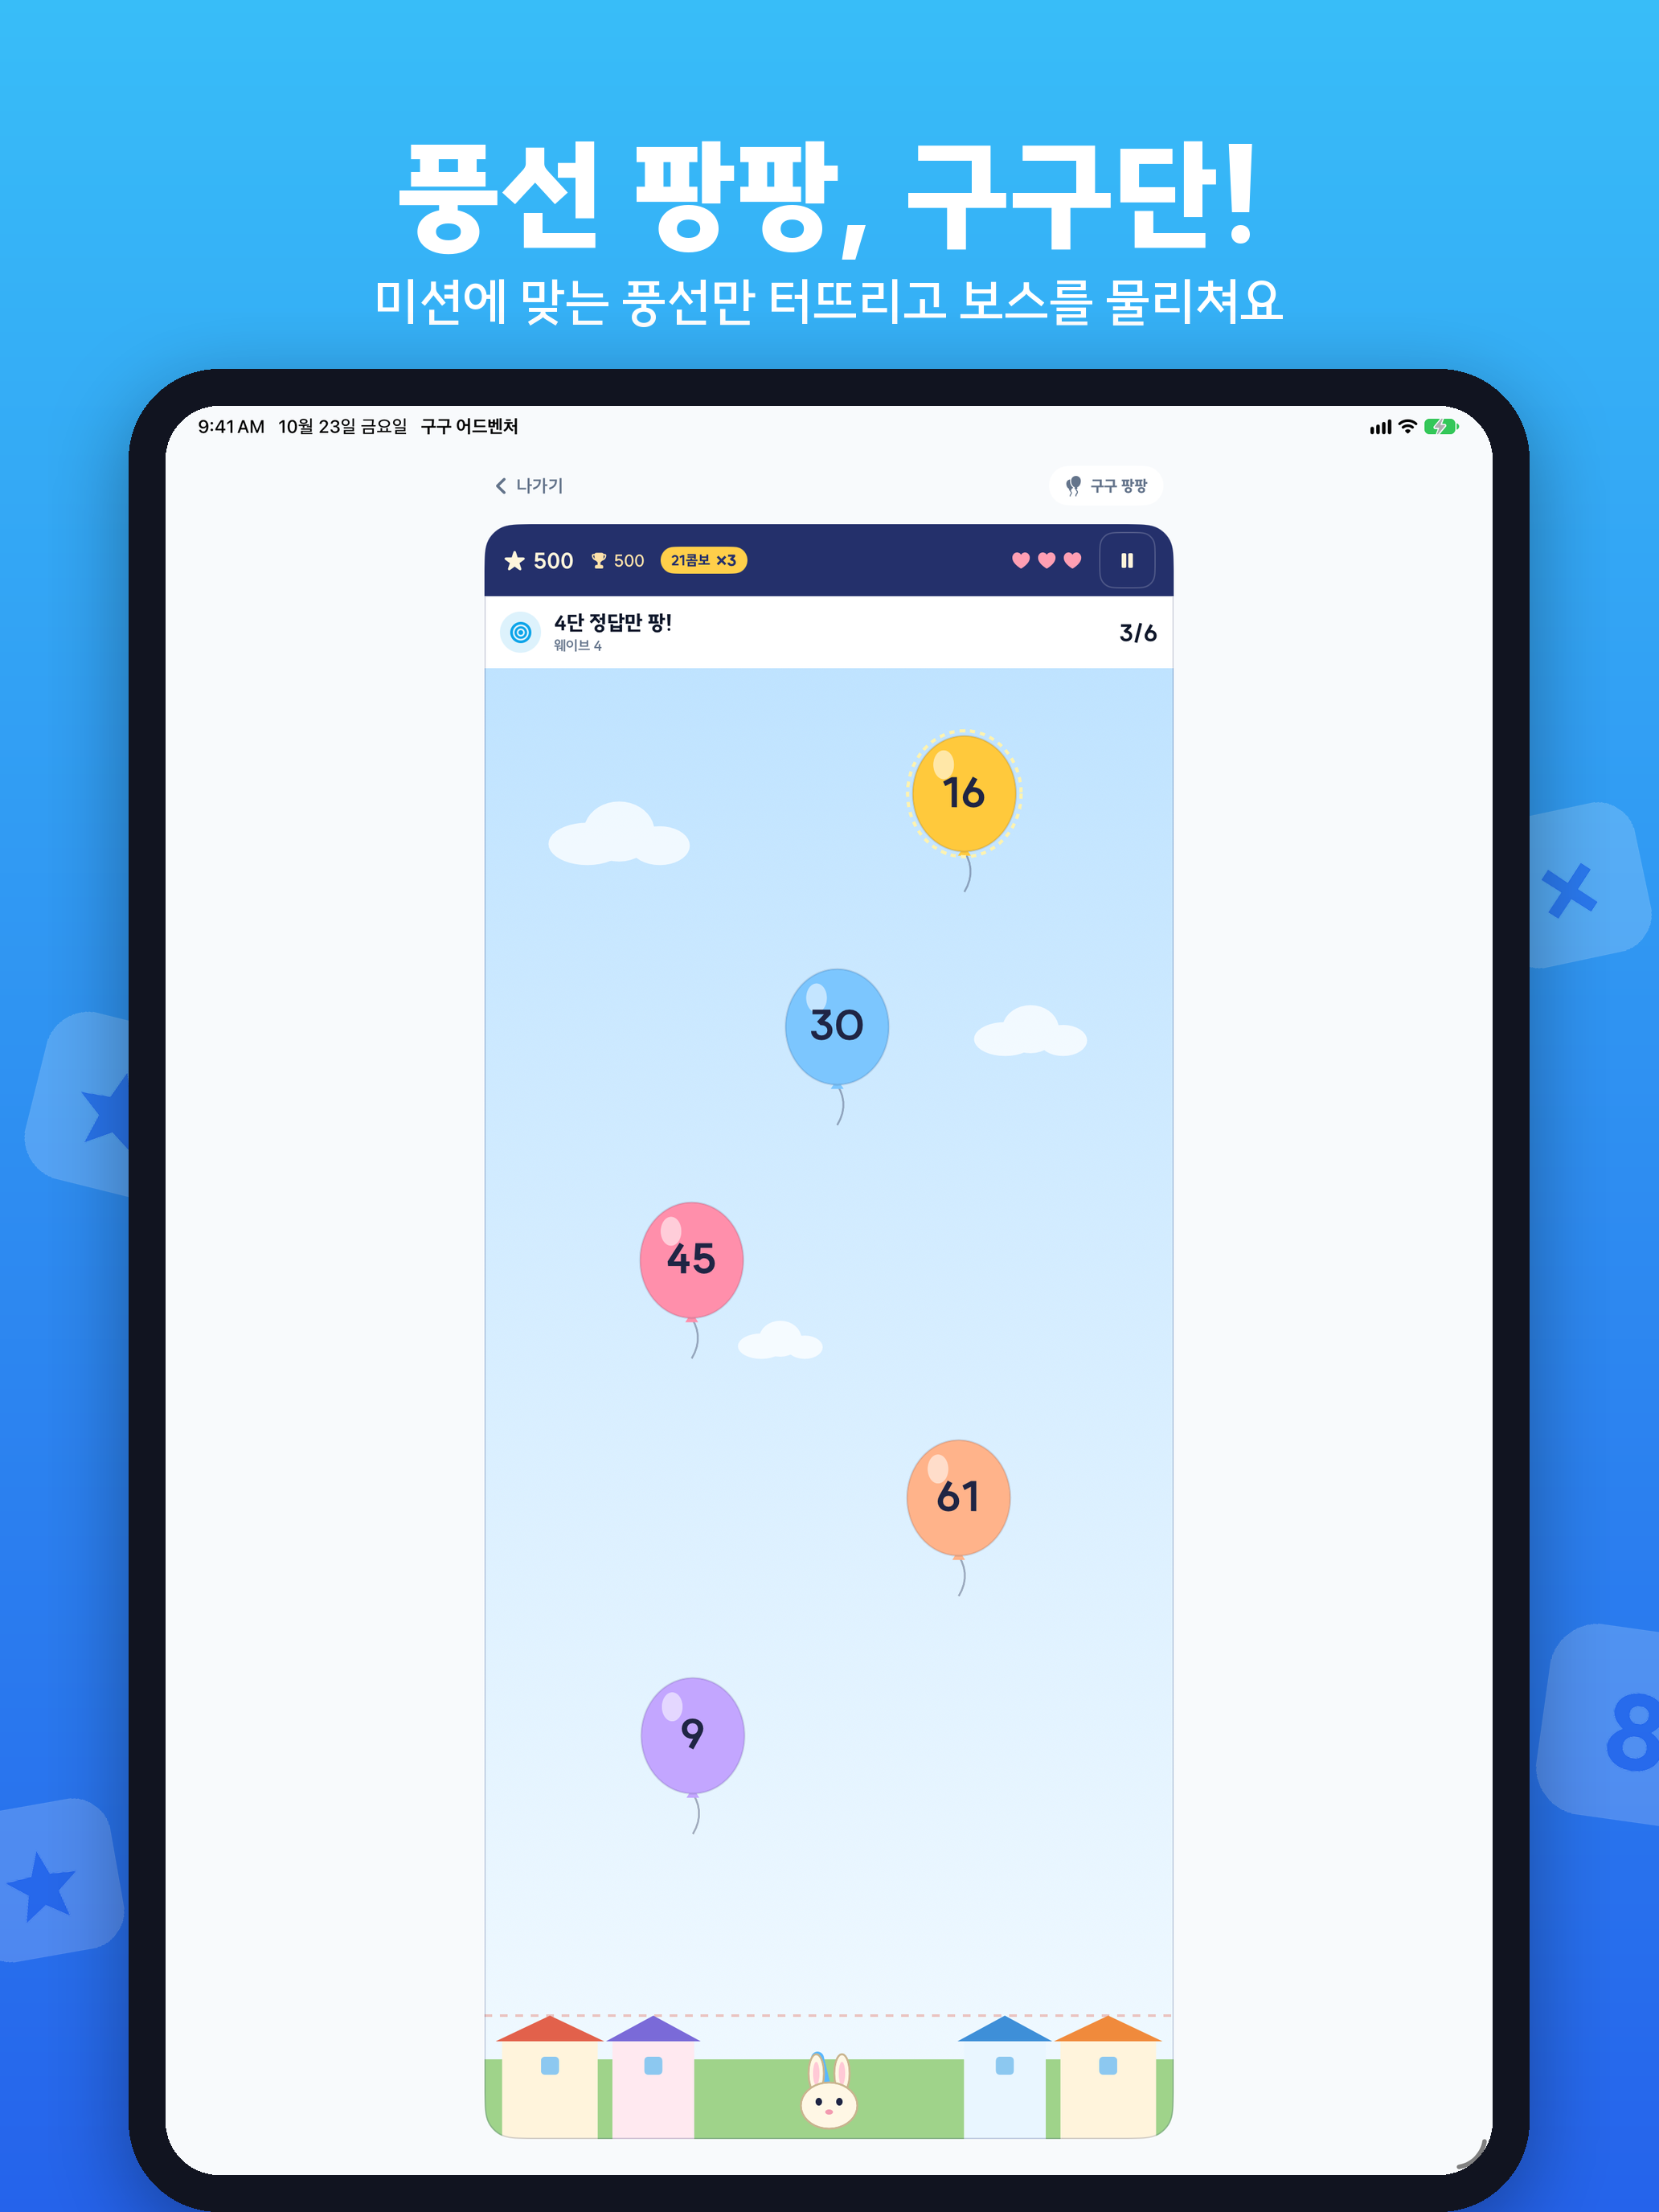 풍선 팡팡, 구구단!
미션에 맞는 풍선만 터뜨리고 보스를 물리쳐요
9:41 AM 10월 23일 금요일 구구 어드벤처
나가기
구구 팡팡
500 500 21콤보 ×3
4단 정답만 팡!
웨이브 4
3/6
16
30
45
61
9
×
8